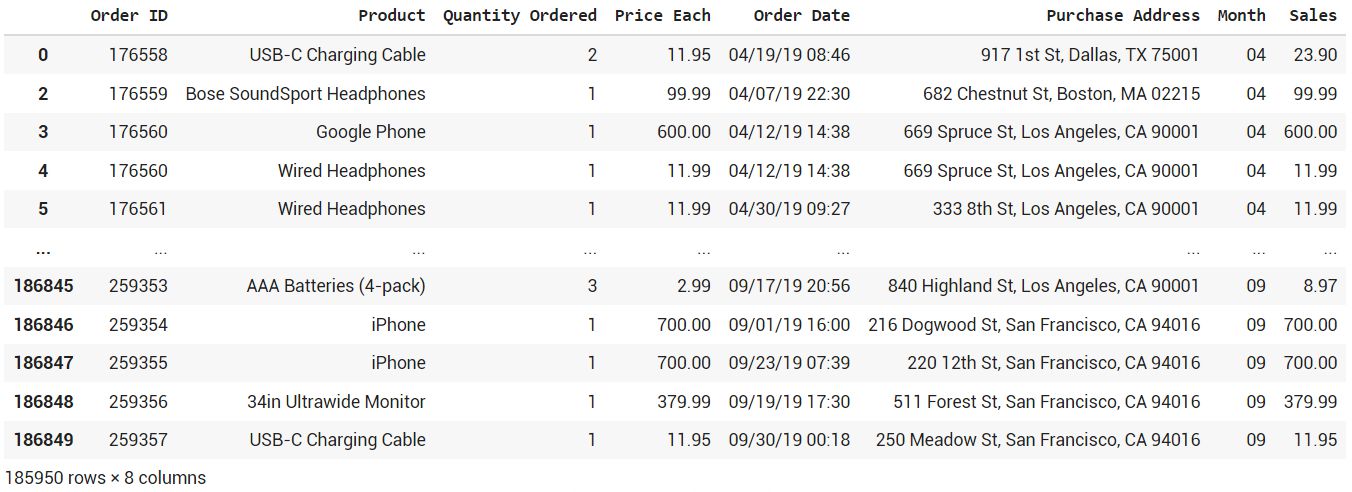 Order ID Product Quantity Ordered Price Each Order Date Purchase Address Month Sales
0 176558 USB-C Charging Cable 2 11.95 04/19/19 08:46 917 1st St, Dallas, TX 75001 04 23.90
2 176559 Bose SoundSport Headphones 1 99.99 04/07/19 22:30 682 Chestnut St, Boston, MA 02215 04 99.99
3 176560 Google Phone 1 600.00 04/12/19 14:38 669 Spruce St, Los Angeles, CA 90001 04 600.00
4 176560 Wired Headphones 1 11.99 04/12/19 14:38 669 Spruce St, Los Angeles, CA 90001 04 11.99
5 176561 Wired Headphones 1 11.99 04/30/19 09:27 333 8th St, Los Angeles, CA 90001 04 11.99
... ... ... ... ... ... ... ... ...
186845 259353 AAA Batteries (4-pack) 3 2.99 09/17/19 20:56 840 Highland St, Los Angeles, CA 90001 09 8.97
186846 259354 iPhone 1 700.00 09/01/19 16:00 216 Dogwood St, San Francisco, CA 94016 09 700.00
186847 259355 iPhone 1 700.00 09/23/19 07:39 220 12th St, San Francisco, CA 94016 09 700.00
186848 259356 34in Ultrawide Monitor 1 379.99 09/19/19 17:30 511 Forest St, San Francisco, CA 94016 09 379.99
186849 259357 USB-C Charging Cable 1 11.95 09/30/19 00:18 250 Meadow St, San Francisco, CA 94016 09 11.95
185950 rows × 8 columns